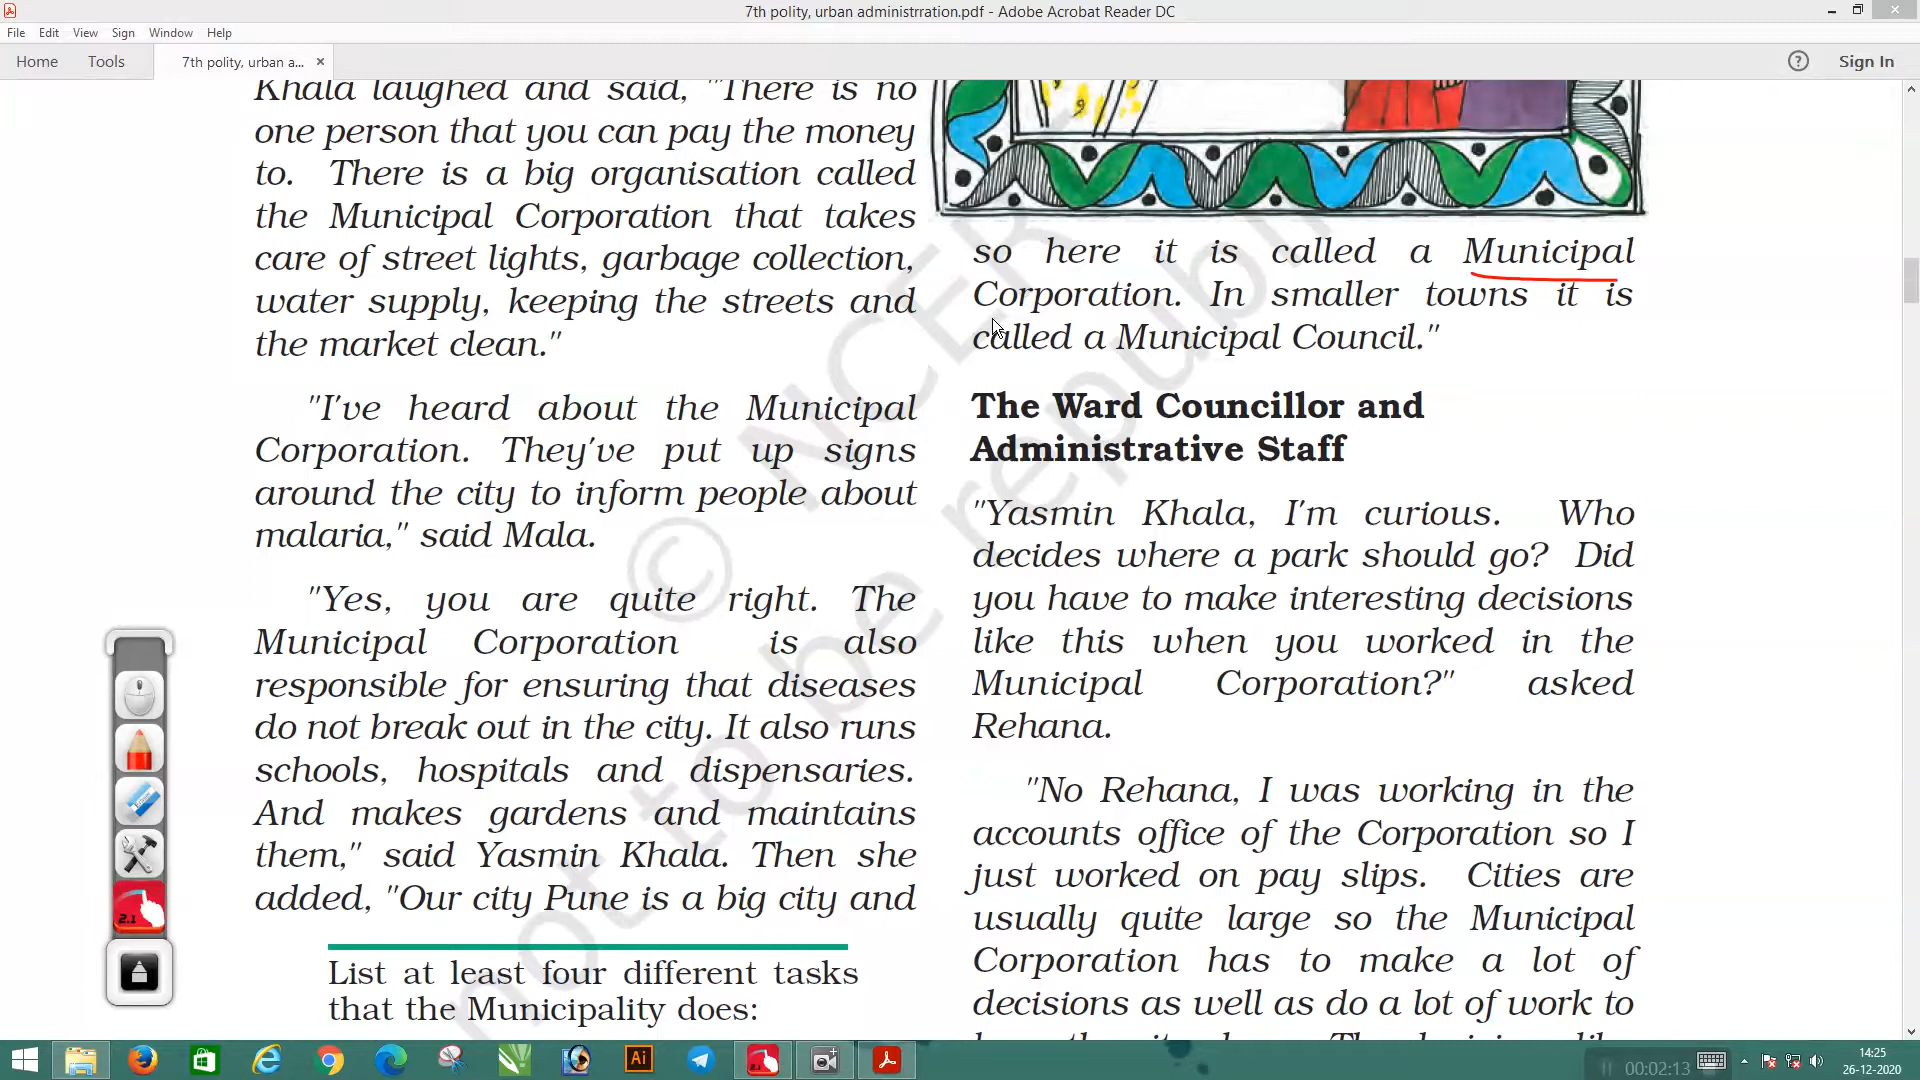 7th polity, urban administrration.pdf - Adobe Acrobat Reader DC
File Edit View Sign Window Help
Home Tools 7th polity, urban a... × ? Sign In
Khala laughed and said, "There is no
one person that you can pay the money
to. There is a big organisation called
the Municipal Corporation that takes
care of street lights, garbage collection,
water supply, keeping the streets and
the market clean."
"I've heard about the Municipal
Corporation. They've put up signs
around the city to inform people about
malaria," said Mala.
"Yes, you are quite right. The
Municipal Corporation is also
responsible for ensuring that diseases
do not break out in the city. It also runs
schools, hospitals and dispensaries.
And makes gardens and maintains
them," said Yasmin Khala. Then she
added, "Our city Pune is a big city and
List at least four different tasks
that the Municipality does:
so here it is called a Municipal
Corporation. In smaller towns it is
called a Municipal Council."
The Ward Councillor and
Administrative Staff
"Yasmin Khala, I'm curious. Who
decides where a park should go? Did
you have to make interesting decisions
like this when you worked in the
Municipal Corporation?" asked
Rehana.
"No Rehana, I was working in the
accounts office of the Corporation so I
just worked on pay slips. Cities are
usually quite large so the Municipal
Corporation has to make a lot of
decisions as well as do a lot of work to
© NCER
not to be republi
2.1
Ai
2.1
00:02:13
14:25
26-12-2020